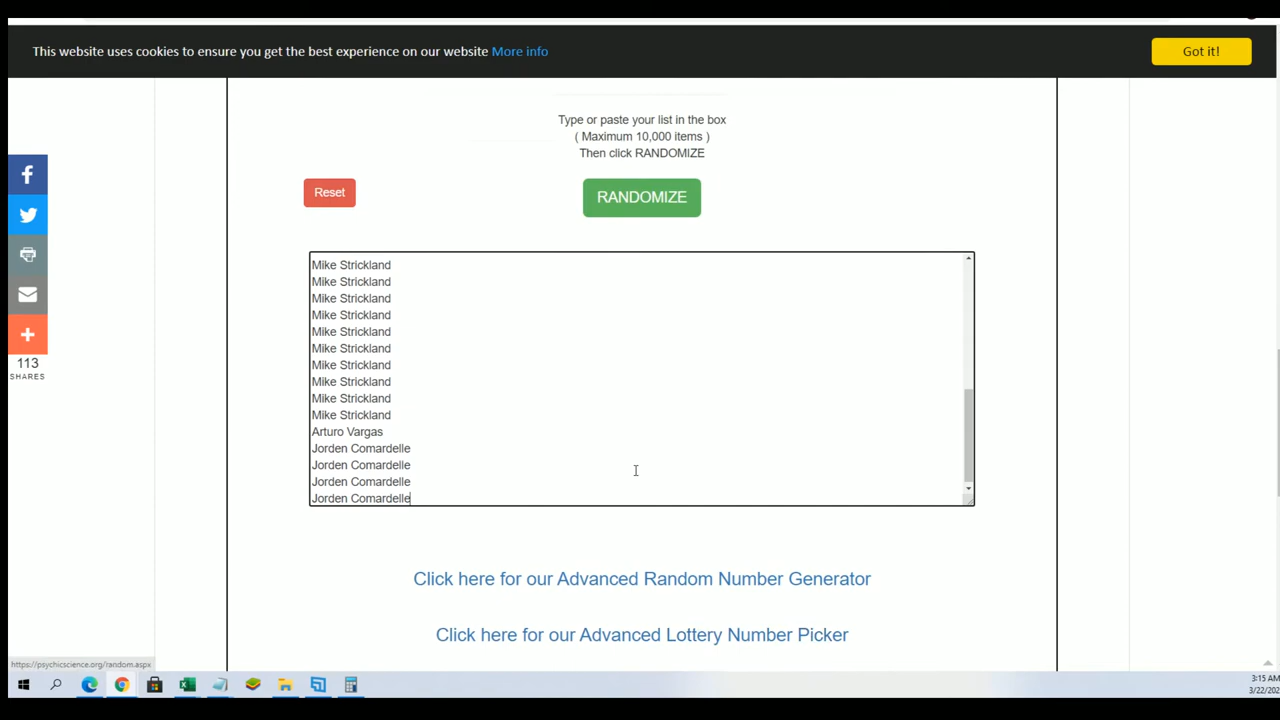 This website uses cookies to ensure you get the best experience on our website More info
Got it!
Type or paste your list in the box
( Maximum 10,000 items )
Then click RANDOMIZE
Reset
RANDOMIZE
Mike Strickland
Mike Strickland
Mike Strickland
Mike Strickland
Mike Strickland
Mike Strickland
Mike Strickland
Mike Strickland
Mike Strickland
Mike Strickland
Arturo Vargas
Jorden Comardelle
Jorden Comardelle
Jorden Comardelle
Jorden Comardelle
113
SHARES
Click here for our Advanced Random Number Generator
Click here for our Advanced Lottery Number Picker
https://psychicscience.org/random.aspx
3:15 AM
3/22/202